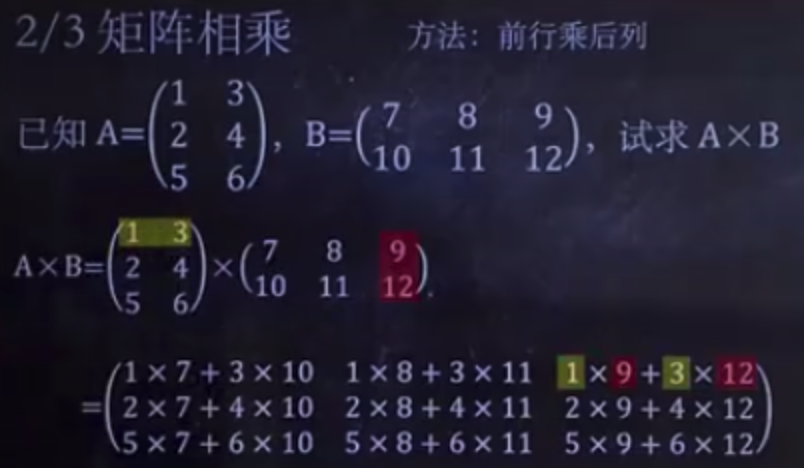 2/3 矩阵相乘 方法：前行乘后列
1 3
已知 A=(2 4), B=(7 8 9
10 11 12), 试求 A×B
5 6
1 3
A×B=(2 4)×(7 8 9
10 11 12).
5 6
=(1×7+3×10 1×8+3×11 1×9+3×12
2×7+4×10 2×8+4×11 2×9+4×12
5×7+6×10 5×8+6×11 5×9+6×12)